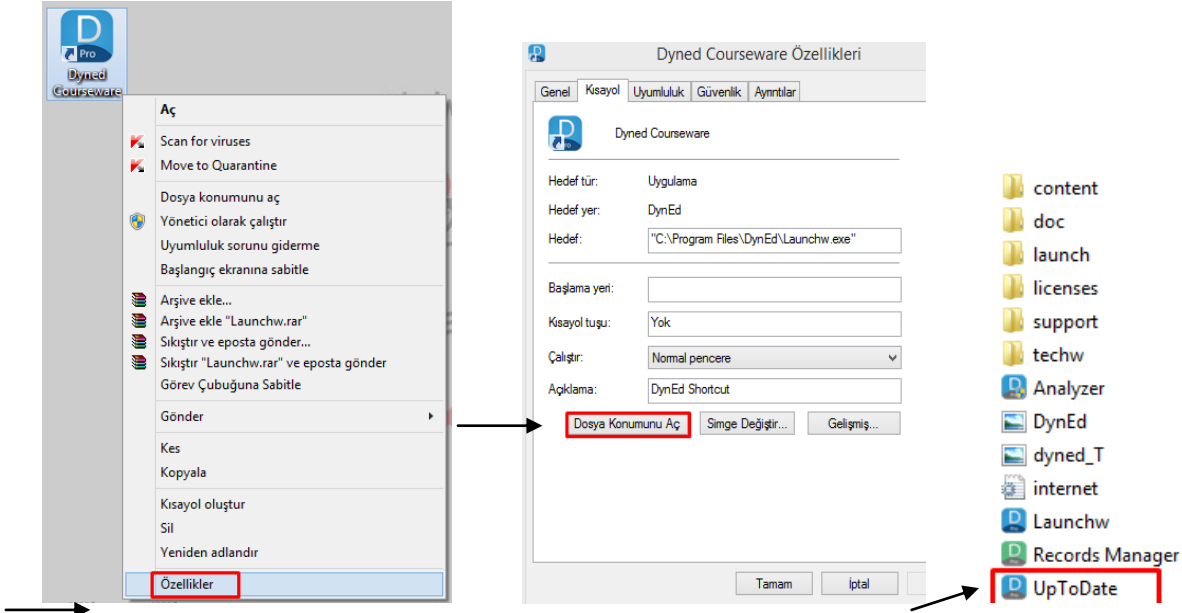 D
Pro
Dyned
Courseware
Aç
Scan for viruses
Move to Quarantine
Dosya konumunu aç
Yönetici olarak çalıştır
Uyumluluk sorunu giderme
Başlangıç ekranına sabitle
Arşive ekle...
Arşive ekle "Launchw.rar"
Sıkıştır ve eposta gönder...
Sıkıştır "Launchw.rar" ve eposta gönder
Görev Çubuğuna Sabitle
Gönder
Kes
Kopyala
Kısayol oluştur
Sil
Yeniden adlandır
Özellikler
Dyned Courseware Özellikleri
Genel Kısayol Uyumluluk Güvenlik Ayrıntılar
Dyned Courseware
Hedef tür: Uygulama
Hedef yer: DynEd
Hedef: "C:\Program Files\DynEd\Launchw.exe"
Başlama yeri:
Kısayol tuşu: Yok
Çalıştır: Normal pencere
Açıklama: DynEd Shortcut
Dosya Konumunu Aç Simge Değiştir... Gelişmiş...
Tamam İptal
content
doc
launch
licenses
support
techw
Analyzer
DynEd
dyned_T
internet
Launchw
Records Manager
UpToDate